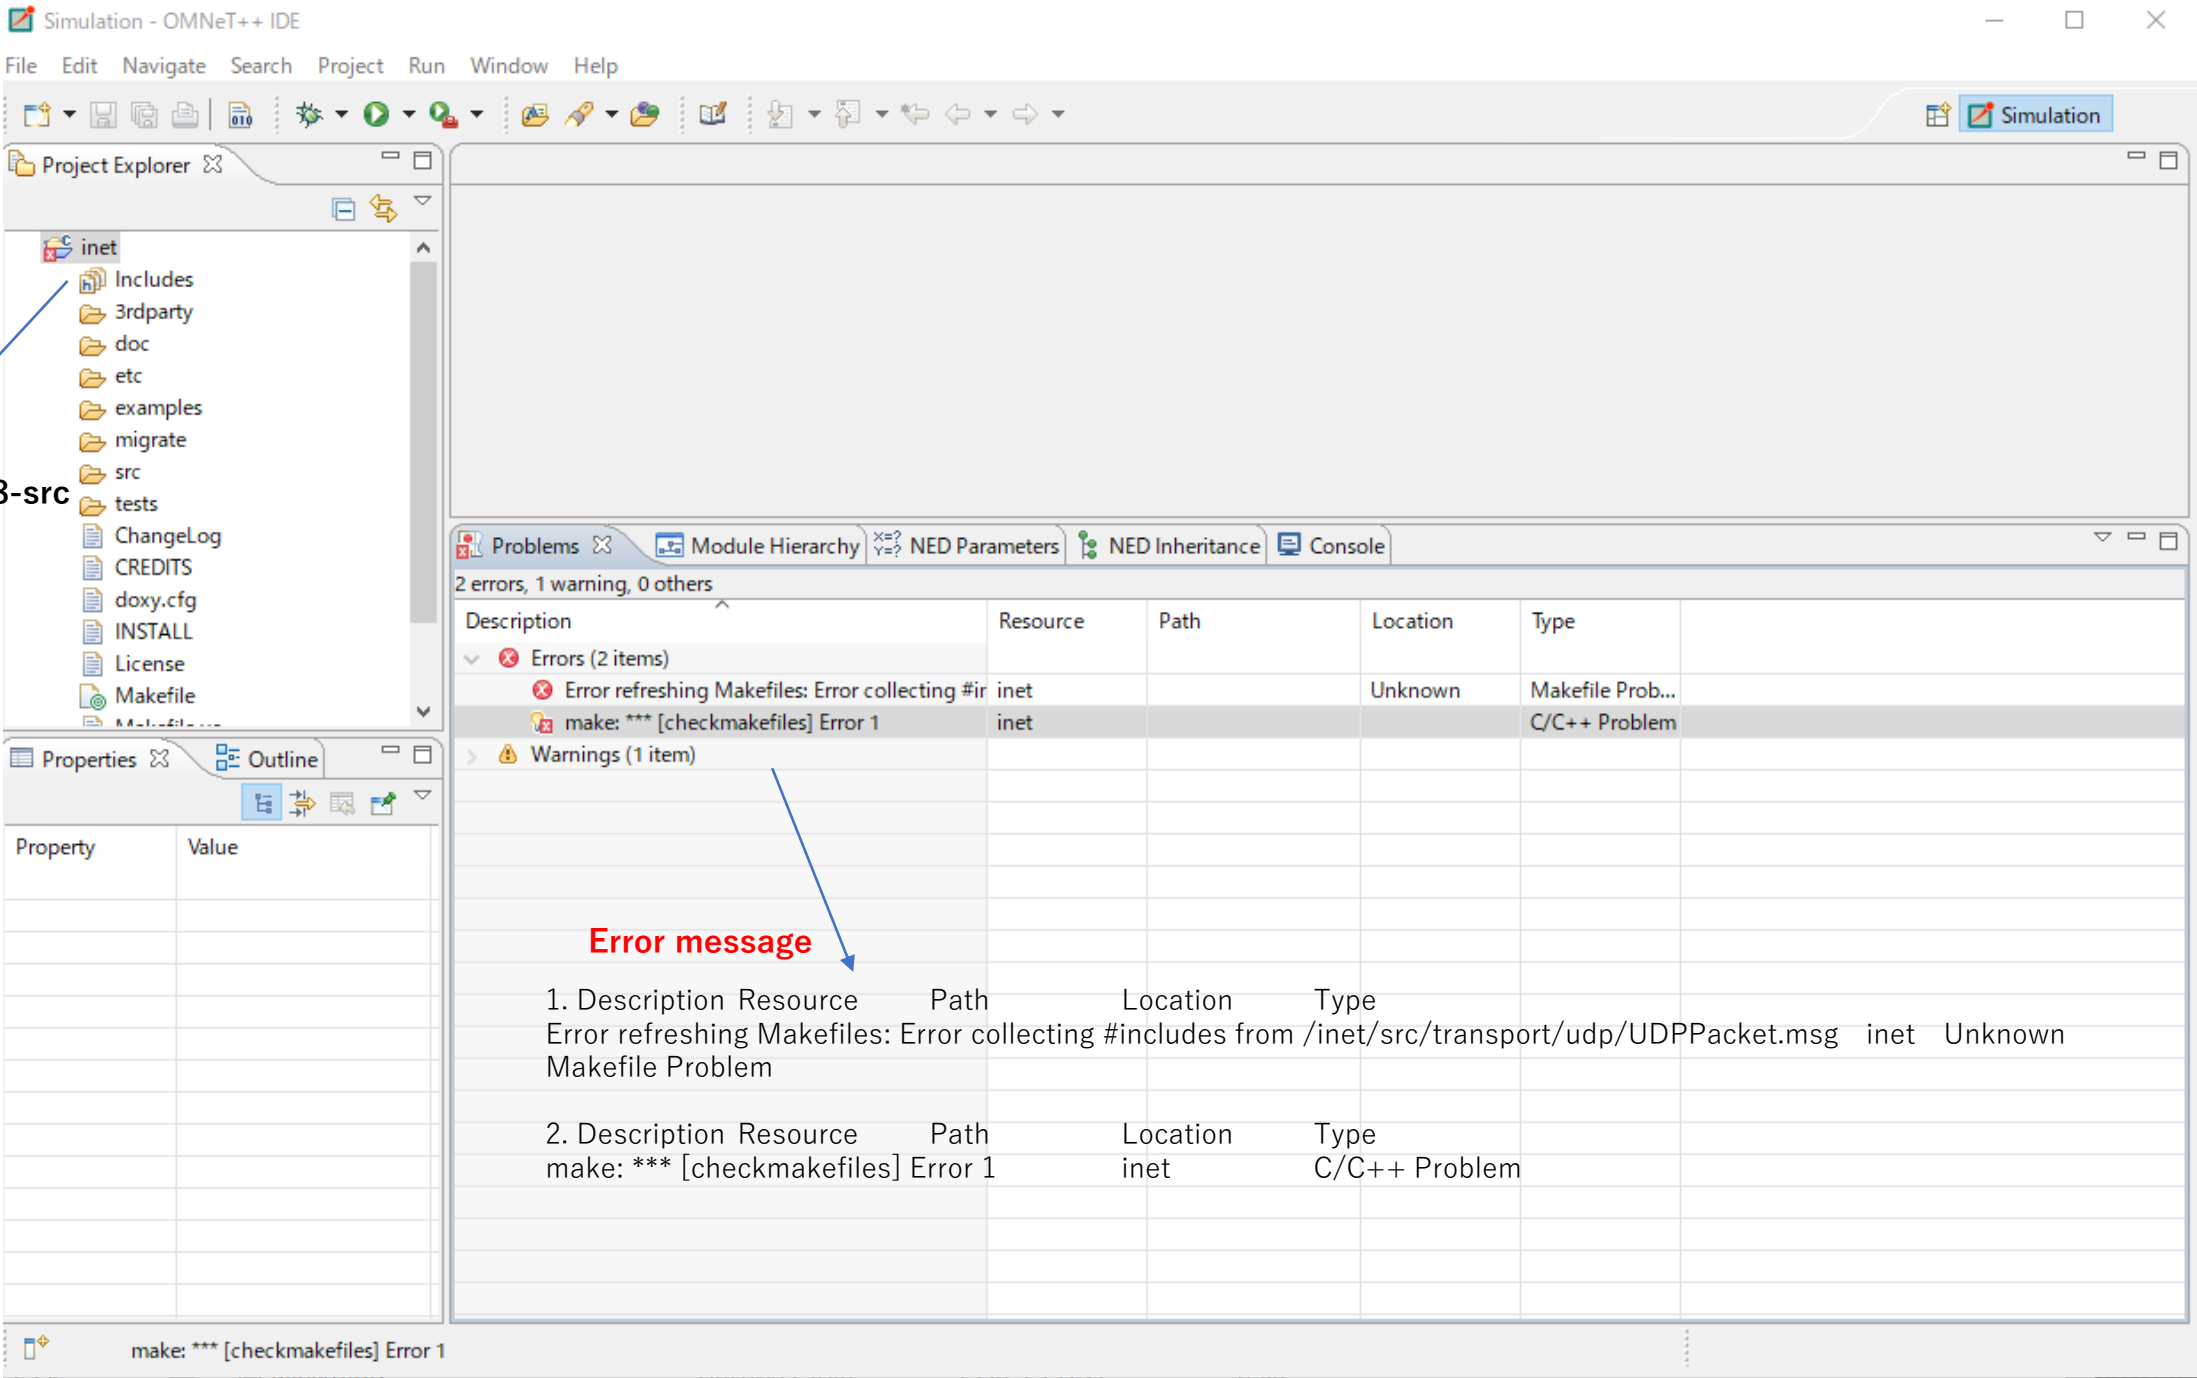 Simulation - OMNeT++ IDE
File Edit Navigate Search Project Run Window Help
Simulation
Project Explorer
inet
Includes
3rdparty
doc
etc
examples
migrate
src
3-src
tests
ChangeLog
CREDITS
doxy.cfg
INSTALL
License
Makefile
Properties Outline
Property Value
Problems Module Hierarchy NED Parameters NED Inheritance Console
2 errors, 1 warning, 0 others
Description Resource Path Location Type
Errors (2 items)
Error refreshing Makefiles: Error collecting #ir inet Unknown Makefile Prob...
make: *** [checkmakefiles] Error 1 inet C/C++ Problem
Warnings (1 item)
Error message
1. Description Resource Path Location Type
Error refreshing Makefiles: Error collecting #includes from /inet/src/transport/udp/UDPPacket.msg inet Unknown
Makefile Problem
2. Description Resource Path Location Type
make: *** [checkmakefiles] Error 1 inet C/C++ Problem
make: *** [checkmakefiles] Error 1